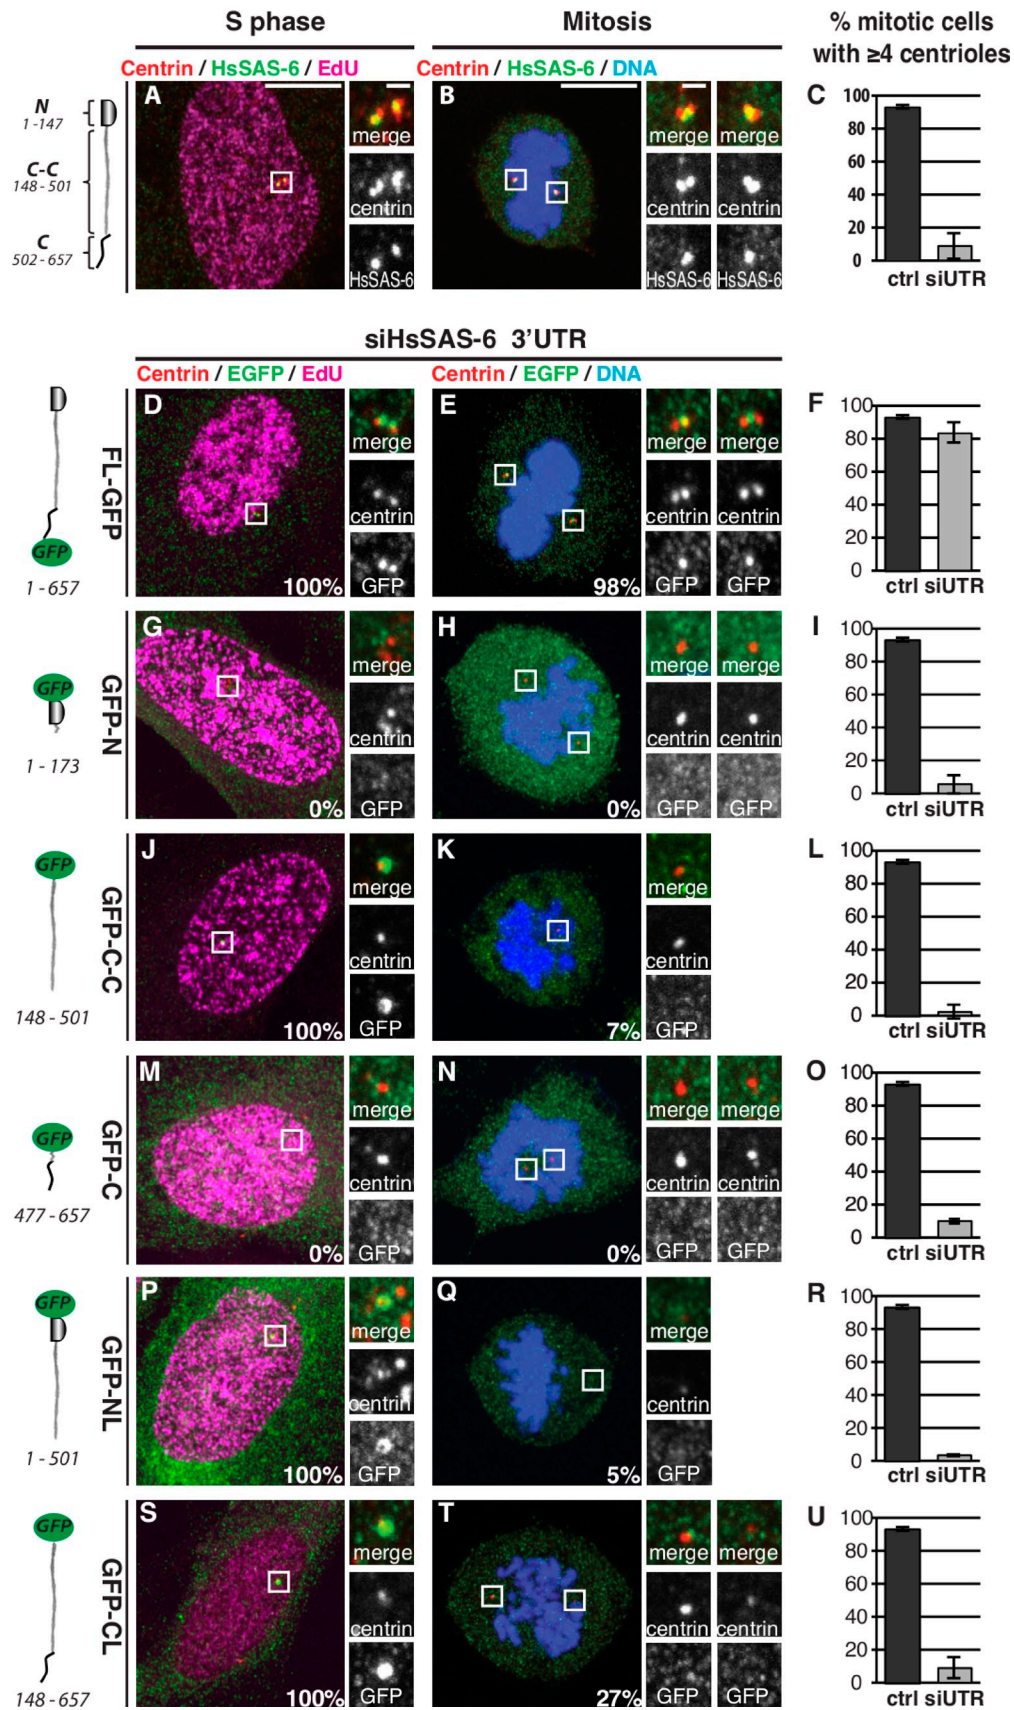 S phase
Mitosis
% mitotic cells
with ≥4 centrioles
Centrin / HsSAS-6 / EdU
Centrin / HsSAS-6 / DNA
N
1-147
C-C
148-501
C
502-657
A
merge
centrin
HsSAS-6
B
merge
centrin
HsSAS-6
merge
centrin
HsSAS-6
C
100
80
60
40
20
0
ctrl siUTR
siHsSAS-6 3'UTR
Centrin / EGFP / EdU
Centrin / EGFP / DNA
GFP
1-657
FL-GFP
D
100%
merge
centrin
GFP
E
98%
merge
centrin
GFP
merge
centrin
GFP
F
100
80
60
40
20
0
ctrl siUTR
GFP
1-173
GFP-N
G
0%
merge
centrin
GFP
H
0%
merge
centrin
GFP
merge
centrin
GFP
I
100
80
60
40
20
0
ctrl siUTR
GFP
148-501
GFP-C-C
J
100%
merge
centrin
GFP
K
7%
merge
centrin
GFP
L
100
80
60
40
20
0
ctrl siUTR
GFP
477-657
GFP-C
M
0%
merge
centrin
GFP
N
0%
merge
centrin
GFP
merge
centrin
GFP
O
100
80
60
40
20
0
ctrl siUTR
GFP
1-501
GFP-NL
P
100%
merge
centrin
GFP
Q
5%
merge
centrin
GFP
R
100
80
60
40
20
0
ctrl siUTR
GFP
148-657
GFP-CL
S
100%
merge
centrin
GFP
T
27%
merge
centrin
GFP
merge
centrin
GFP
U
100
80
60
40
20
0
ctrl siUTR